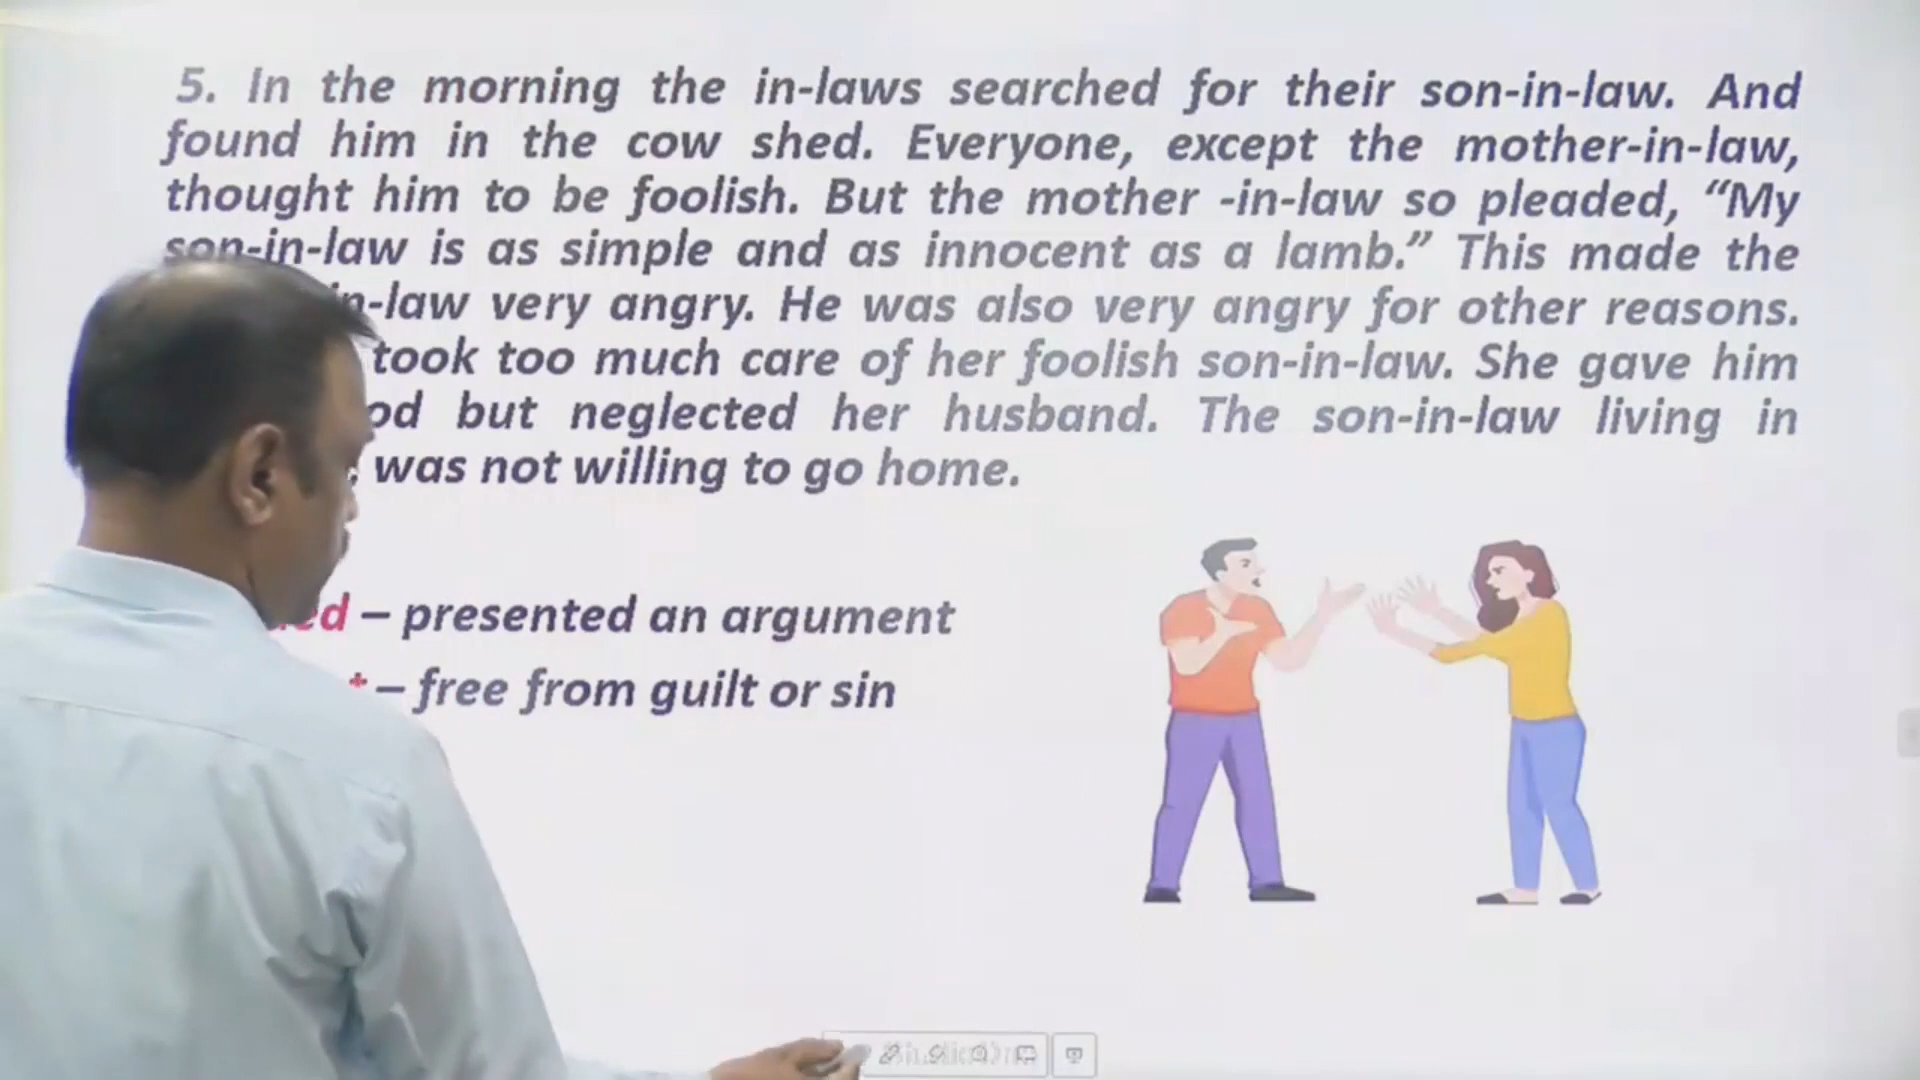 5. In the morning the in-laws searched for their son-in-law. And
found him in the cow shed. Everyone, except the mother-in-law,
thought him to be foolish. But the mother -in-law so pleaded, “My
son-in-law is as simple and as innocent as a lamb.” This made the
in-law very angry. He was also very angry for other reasons.
took too much care of her foolish son-in-law. She gave him
but neglected her husband. The son-in-law living in
was not willing to go home.
– presented an argument
– free from guilt or sin